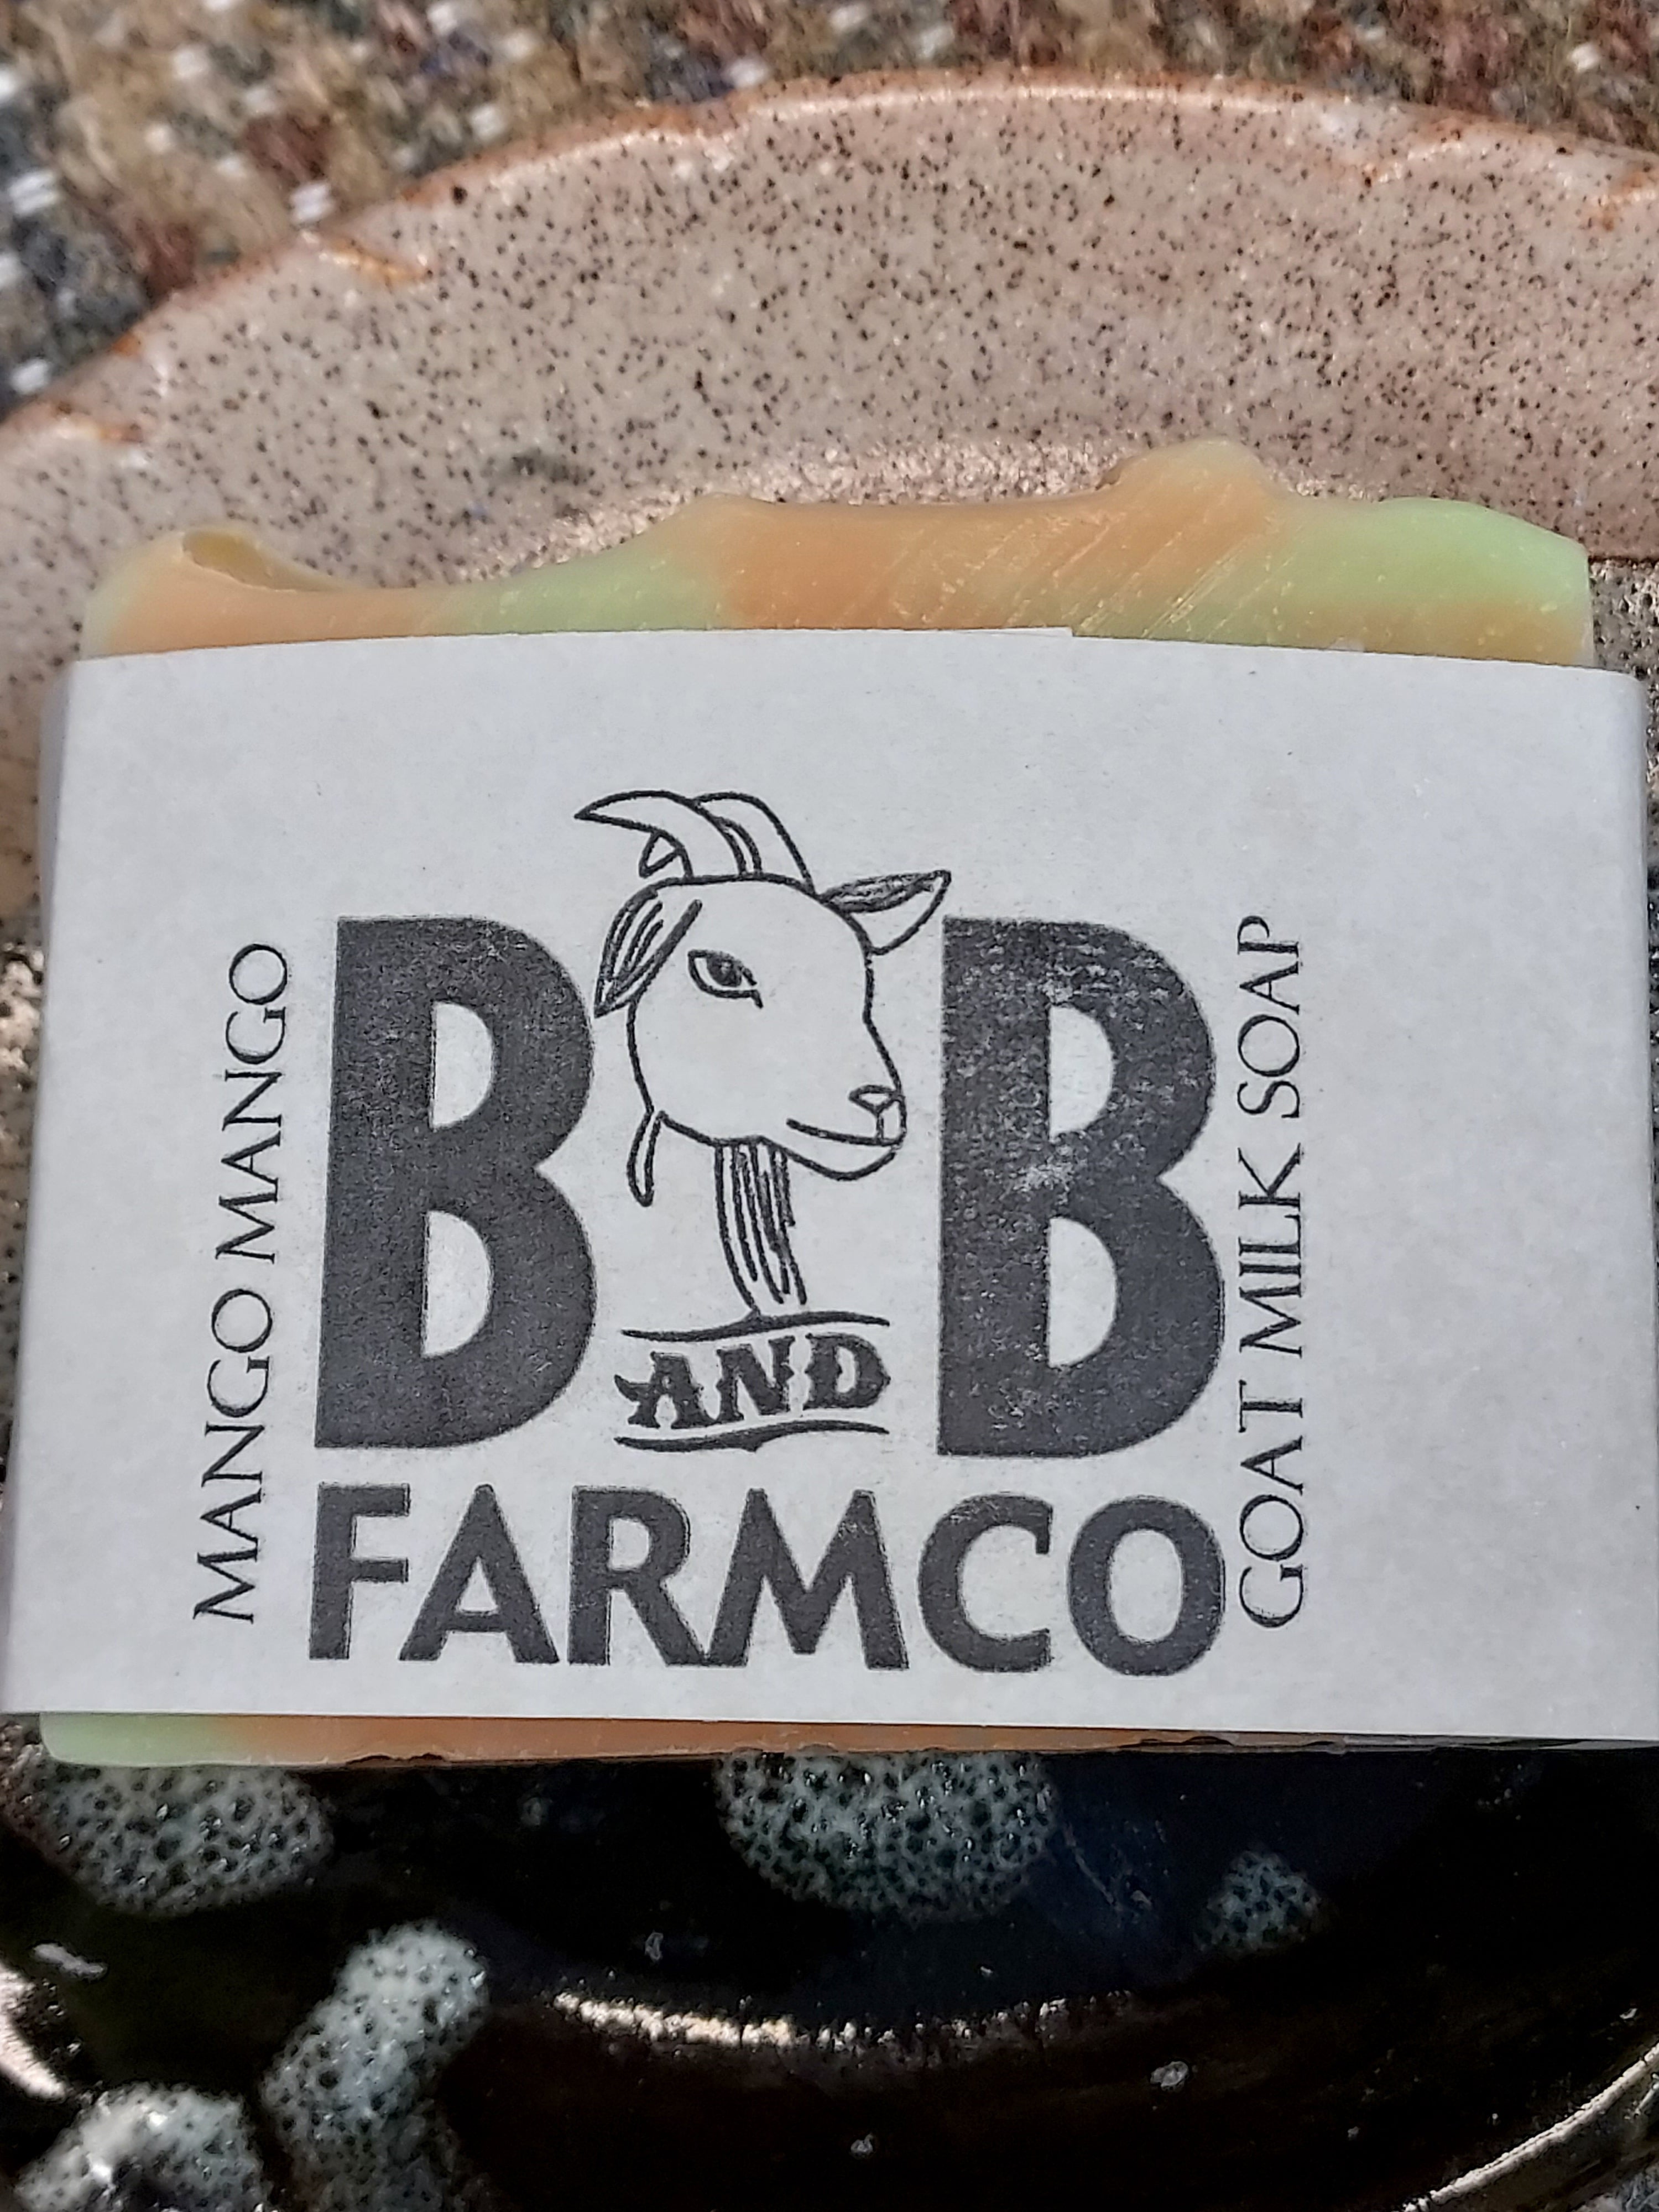 MANGO MANGO
B AND B
FARMCO
GOAT MILK SOAP